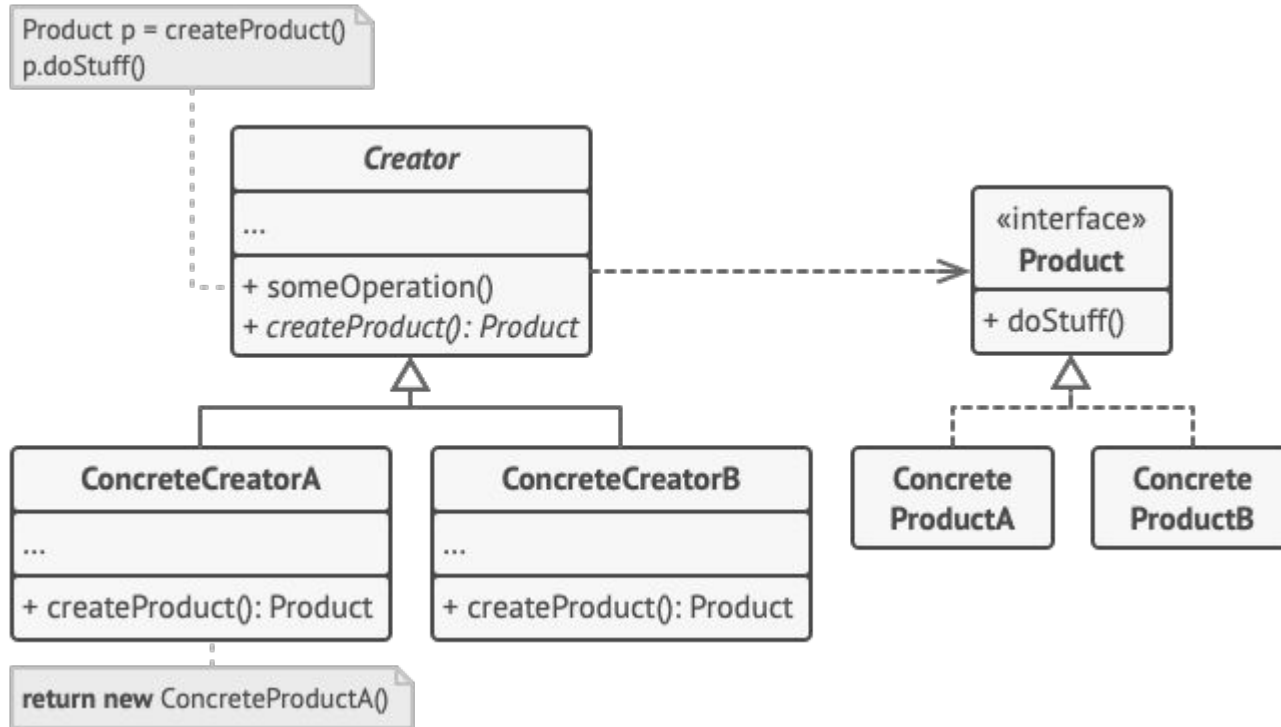 Product p = createProduct()
p.doStuff()
Creator
...
+ someOperation()
+ createProduct(): Product
«interface»
Product
+ doStuff()
ConcreteCreatorA
...
+ createProduct(): Product
ConcreteCreatorB
...
+ createProduct(): Product
Concrete
ProductA
Concrete
ProductB
return new ConcreteProductA()